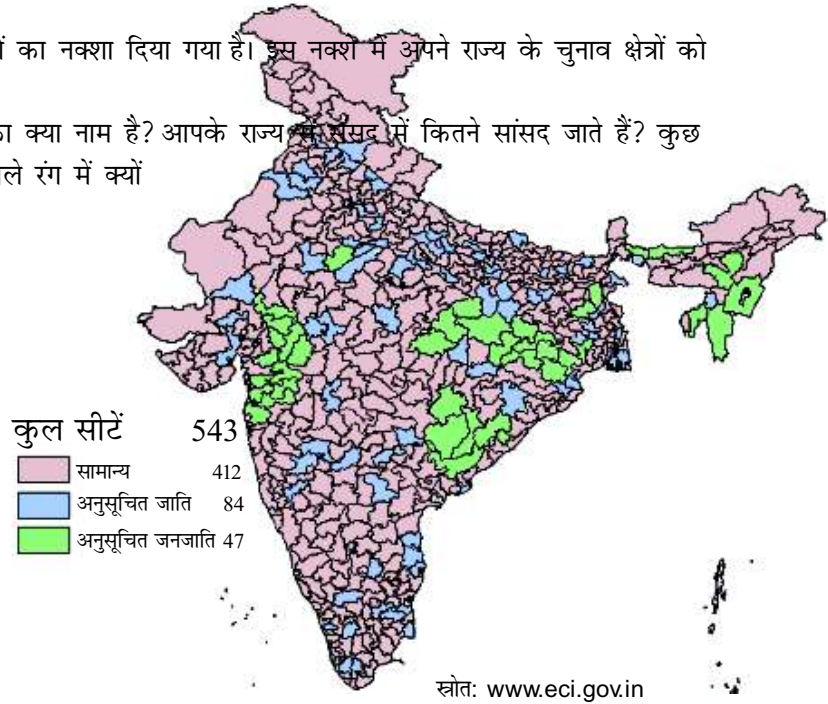 ों का नक्शा दिया गया है। इस नक्शे में अपने राज्य के चुनाव क्षेत्रों को
ा क्या नाम है? आपके राज्य से संसद में कितने सांसद जाते हैं? कुछ
ले रंग में क्यों
कुल सीटें 543
सामान्य 412
अनुसूचित जाति 84
अनुसूचित जनजाति 47
स्रोत: www.eci.gov.in